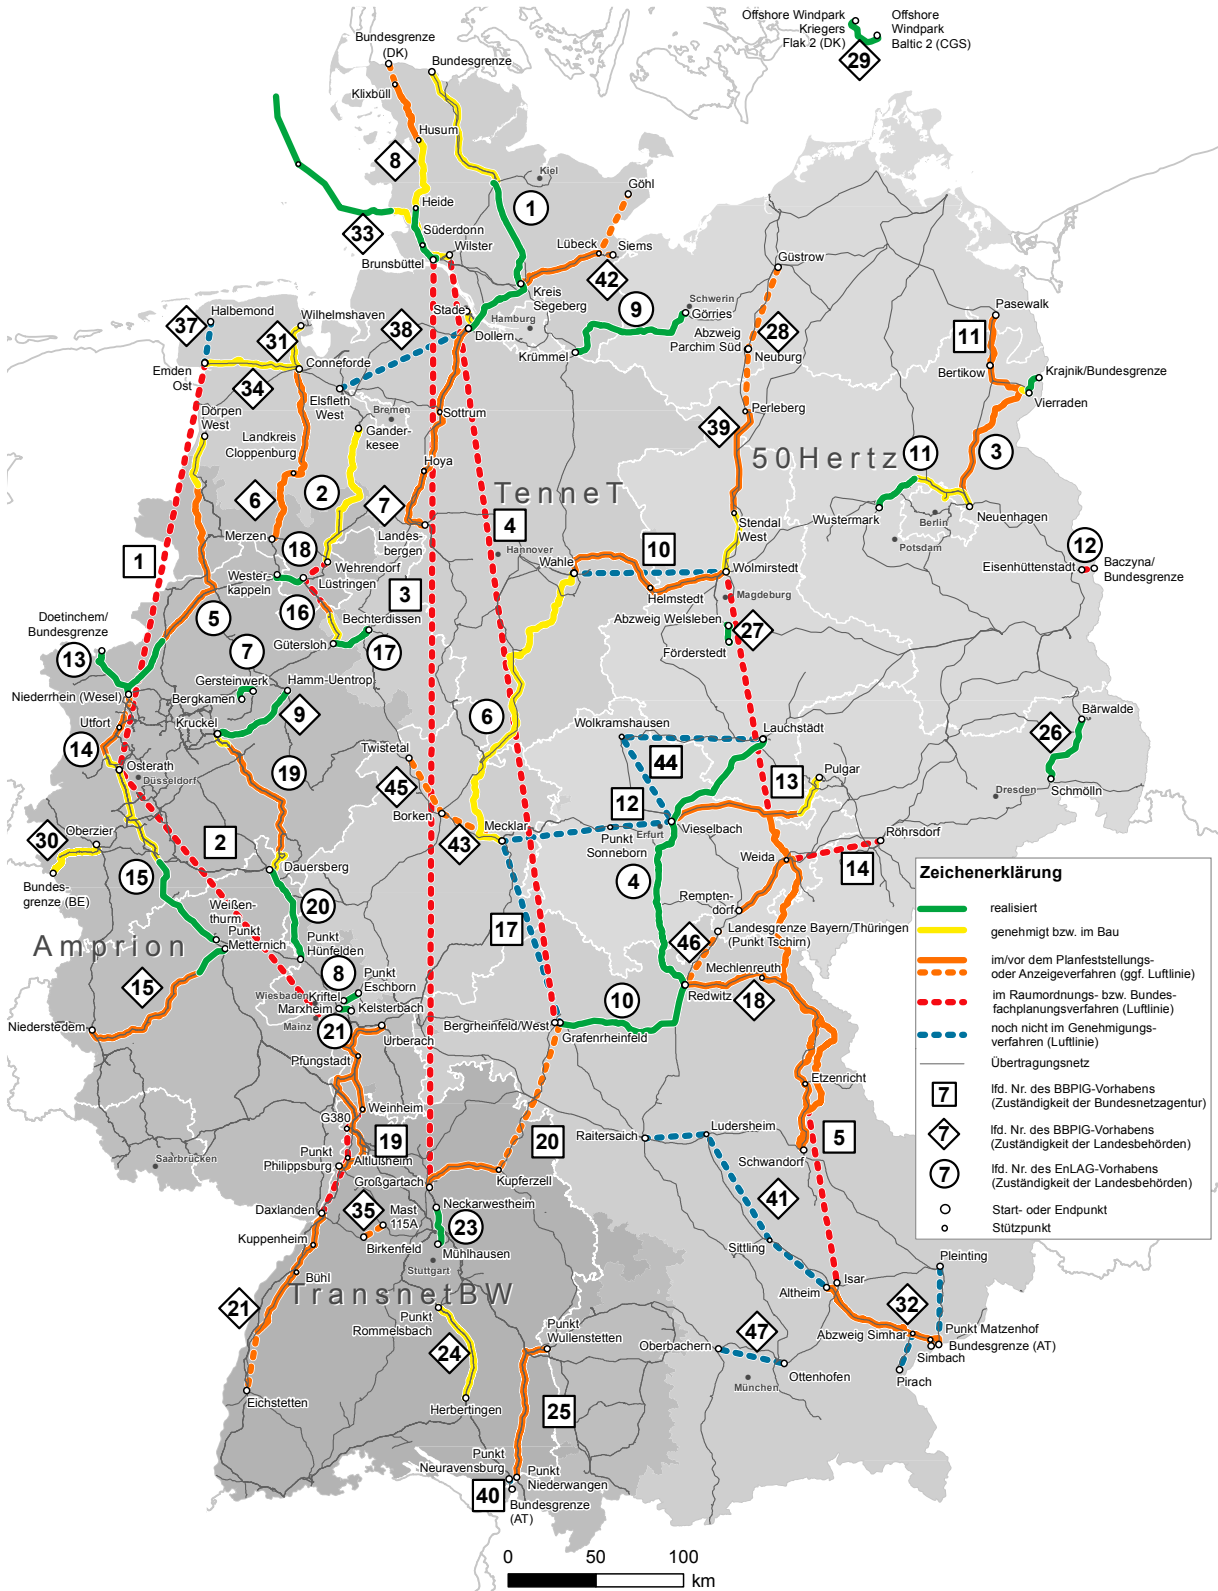 Offshore Windpark
Kriegers
Flak 2 (DK)
Offshore
Windpark
Baltic 2 (CGS)
29
Bundesgrenze
(DK)
Bundesgrenze
Klixbüll
Husum
8
Kiel
Göhl
1
Heide
33
Süderdonn
Wilster
Brunsbüttel
Lübeck
Siems
42
Güstrow
Kreis
Segeberg
9
Schwerin
Görries
Pasewalk
37
Halbemond
Wilhelmshaven
31
38
Stade
Hamburg
Dollern
Krümmel
Abzweig
Parchim Süd
28
Neuburg
11
Bertikow
Krajnik/Bundesgrenze
Vierraden
Emden
Ost
34
Conneforde
Elsfleth
West
Bremen
Dörpen
West
Landkreis
Cloppenburg
Gander-
kesee
Sottrum
Perleberg
39
50Hertz
11
3
Hoya
TenneT
6
2
7
4
Landes-
bergen
Hannover
Stendal
West
Wustermark
Berlin
Neuenhagen
Potsdam
12
Eisenhüttenstadt
Baczyna/
Bundesgrenze
Merzen
18
Wehrendorf
1
Wester-
kappeln
Lüstringen
3
Wahle
10
Wolmirstedt
Helmstedt
Magdeburg
16
Bechterdissen
5
Doetinchem/
Bundesgrenze
Gütersloh
17
Abzweig Welsleben
27
Förderstedt
13
7
Gersteinwerk
Hamm-Uentrop
Niederrhein (Wesel)
Bergkamen
9
Utfort
Kruckel
6
Wolkramshausen
Lauchstädt
Bärwalde
26
14
Osterath
Düsseldorf
19
Twistetal
45
44
13
Pulgar
Dresden
Schmölln
30
Oberzier
2
Borken
43
Mecklar
12
Punkt
Sonneborn
Erfurt
Vieselbach
Röhrsdorf
Bundes-
grenze (BE)
15
Dauersberg
20
Weida
14
Zeichenerklärung
4
Weißen-
thurm
Punkt
Metternich
Amprion
Rempten-
dorf
realisiert
genehmigt bzw. im Bau
Landesgrenze Bayern/Thüringen
(Punkt Tschirn)
17
46
Punkt
Hünfelden
im/vor dem Planfeststellungs-
oder Anzeigeverfahren (ggf. Luftlinie)
15
8
Punkt
Eschborn
Wiesbaden
Kriftel
Marxheim
Kelsterbach
Mainz
21
Mechlenreuth
18
Redwitz
im Raumordnungs- bzw. Bundes-
fachplanungsverfahren (Luftlinie)
Niederstedem
Urberach
10
Bergrheinfeld/West
Grafenrheinfeld
noch nicht im Genehmigungs-
verfahren (Luftlinie)
Pfungstadt
Übertragungsnetz
Etzenricht
7
lfd. Nr. des BBPlG-Vorhabens
(Zuständigkeit der Bundesnetzagentur)
Weinheim
G380
19
Raitersaich
Ludersheim
5
7
lfd. Nr. des BBPlG-Vorhabens
(Zuständigkeit der Landesbehörden)
Saarbrücken
Punkt
Philippsburg
Altlußheim
20
Schwandorf
7
lfd. Nr. des EnLAG-Vorhabens
(Zuständigkeit der Landesbehörden)
Großgartach
Kupferzell
41
Daxlanden
35
Mast
115A
Neckarwestheim
23
Start- oder Endpunkt
Stützpunkt
Kuppenheim
Birkenfeld
Mühlhausen
Stuttgart
Sittling
Pleinting
Bühl
TransnetBW
Isar
Altheim
21
32
Punkt
Rommelsbach
Punkt
Wullenstetten
Abzweig Simhar
Punkt Matzenhof
Bundesgrenze (AT)
Simbach
24
Oberbachern
47
Ottenhofen
Pirach
München
Eichstetten
Herbertingen
25
Punkt
Neuravensburg
Punkt
Niederwangen
40
Bundesgrenze
(AT)
0 50 100
km